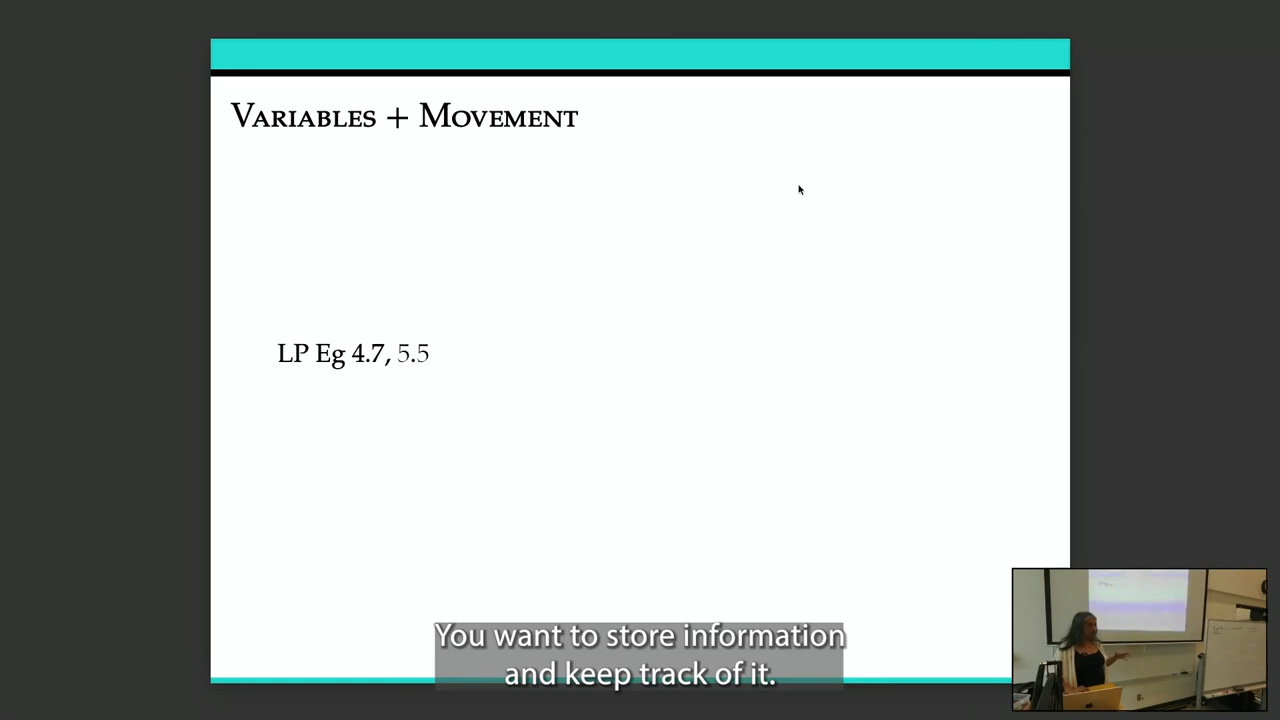 VARIABLES + MOVEMENT
LP Eg 4.7, 5.5
You want to store information
and keep track of it.